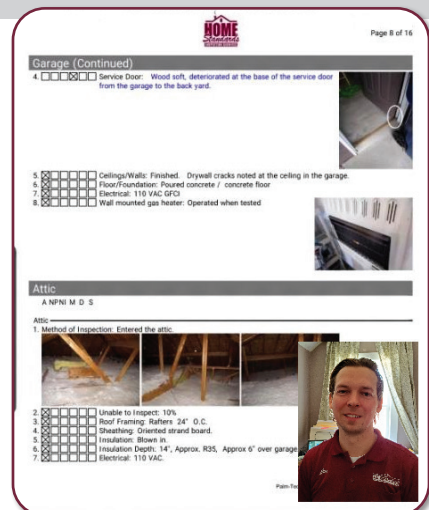 HOME
Standards
Page 8 of 16
Garage (Continued)
4. Service Door: Wood soft, deteriorated at the base of the service door
from the garage to the back yard.
5. Ceilings/Walls: Finished. Drywall cracks noted at the ceiling in the garage.
6. Floor/Foundation: Poured concrete / concrete floor
7. Electrical: 110 VAC GFCI
8. Wall mounted gas heater: Operated when tested
Attic
A NPNI M D S
Attic
1. Method of Inspection: Entered the attic.
2. Unable to Inspect: 10%
3. Roof Framing: Rafters 24" O.C.
4. Sheathing: Oriented strand board.
5. Insulation: Blown in.
6. Insulation Depth: 14", Approx. R35, Approx 6" over garage
7. Electrical: 110 VAC.
Palm-Te